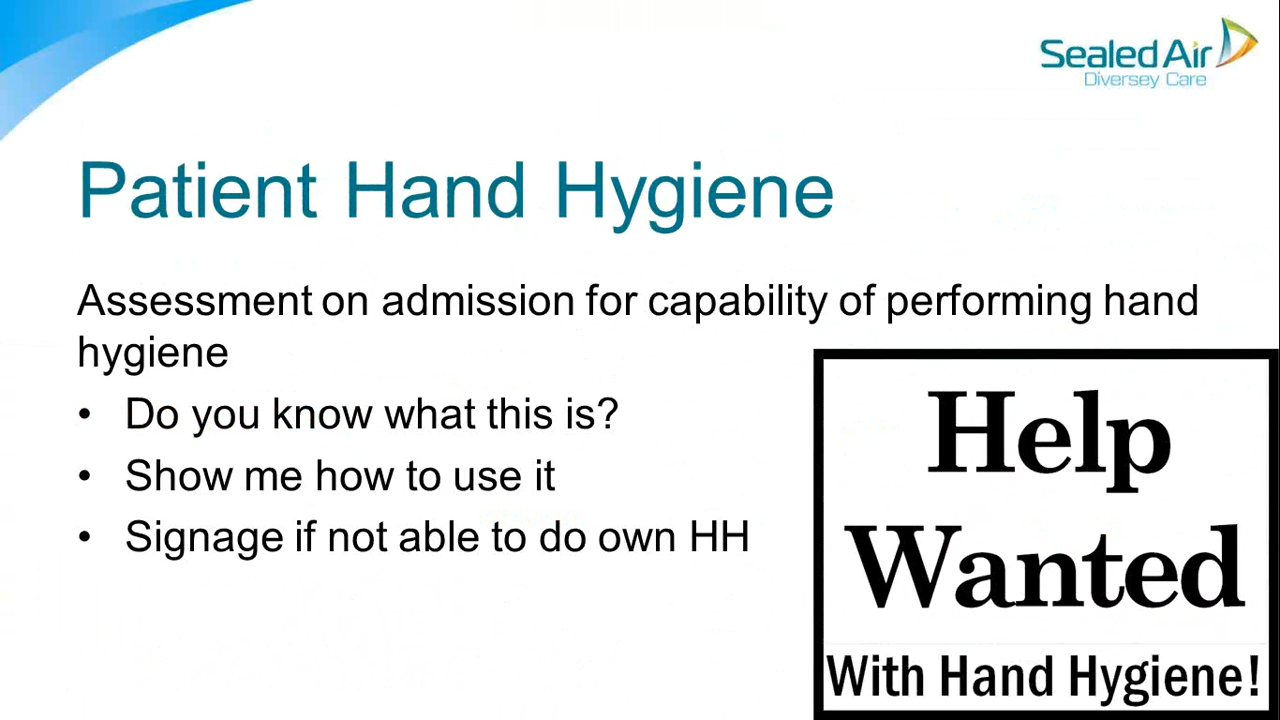 Sealed Air
Diversey Care
Patient Hand Hygiene
Assessment on admission for capability of performing hand
hygiene
• Do you know what this is?
• Show me how to use it
• Signage if not able to do own HH
Help
Wanted
With Hand Hygiene!